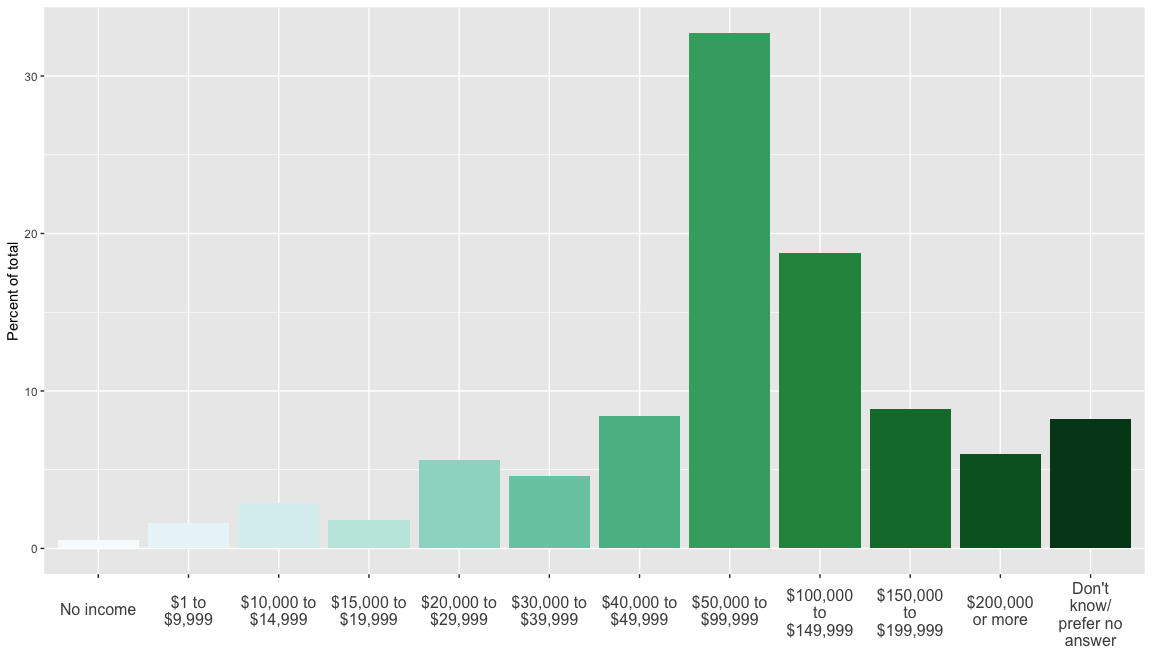 Percent of total
30
20
10
0
No income
$1 to
$9,999
$10,000 to
$14,999
$15,000 to
$19,999
$20,000 to
$29,999
$30,000 to
$39,999
$40,000 to
$49,999
$50,000 to
$99,999
$100,000
to
$149,999
$150,000
to
$199,999
$200,000
or more
Don't
know/
prefer no
answer